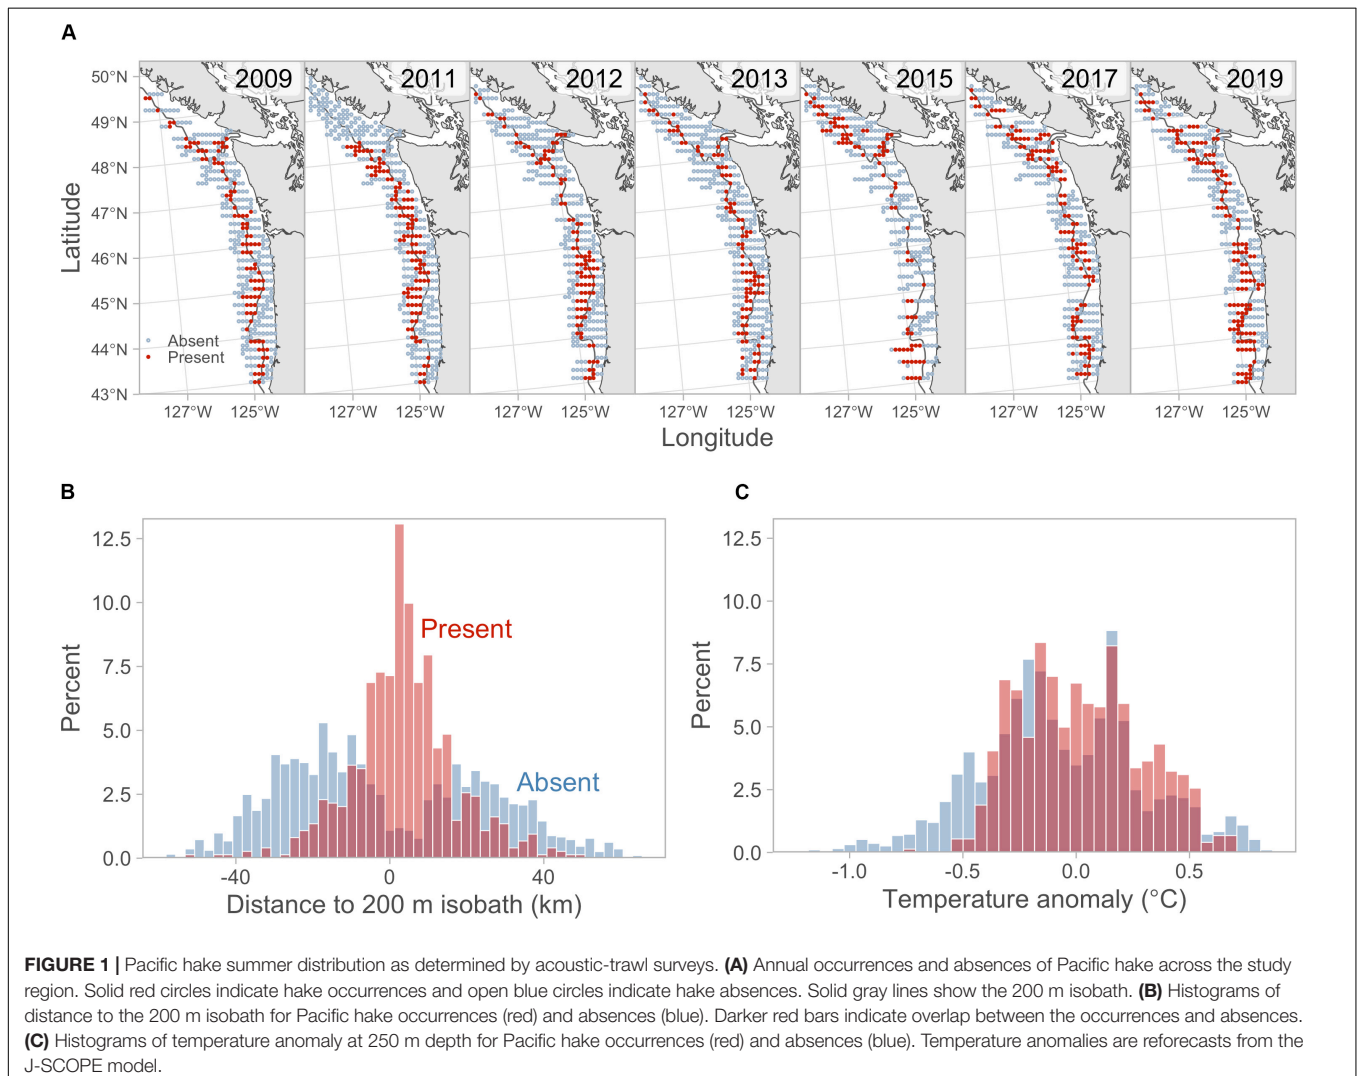 A
2009 2011 2012 2013 2015 2017 2019
50°N
49°N
48°N
47°N
46°N
45°N
44°N
43°N
Latitude
Absent
Present
127°W 125°W 127°W 125°W 127°W 125°W 127°W 125°W 127°W 125°W 127°W 125°W 127°W 125°W
Longitude
B
12.5
10.0
7.5
5.0
2.5
0.0
Percent
Present
Absent
-40 0 40
Distance to 200 m isobath (km)
C
12.5
10.0
7.5
5.0
2.5
0.0
Percent
-1.0 -0.5 0.0 0.5
Temperature anomaly (°C)
FIGURE 1 | Pacific hake summer distribution as determined by acoustic-trawl surveys. (A) Annual occurrences and absences of Pacific hake across the study
region. Solid red circles indicate hake occurrences and open blue circles indicate hake absences. Solid gray lines show the 200 m isobath. (B) Histograms of
distance to the 200 m isobath for Pacific hake occurrences (red) and absences (blue). Darker red bars indicate overlap between the occurrences and absences.
(C) Histograms of temperature anomaly at 250 m depth for Pacific hake occurrences (red) and absences (blue). Temperature anomalies are reforecasts from the
J-SCOPE model.